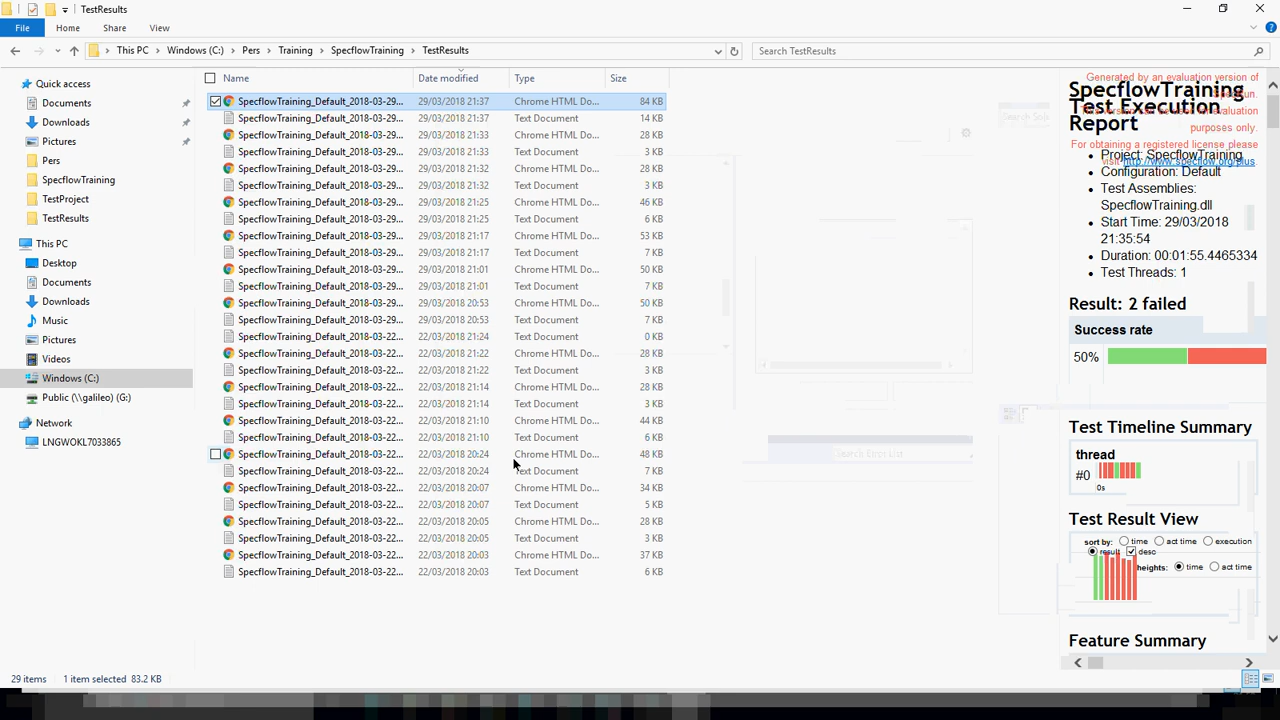 TestResults
File Home Share View
This PC Windows (C:) Pers Training SpecflowTraining TestResults
Search TestResults
Name Date modified Type Size
Quick access
Documents
Downloads
Pictures
Pers
SpecflowTraining
TestProject
TestResults
This PC
Desktop
Documents
Downloads
Music
Pictures
Videos
Windows (C:)
Public (\\galileo) (G:)
Network
LNGWOKL7033865
SpecflowTraining_Default_2018-03-29... 29/03/2018 21:37 Chrome HTML Do... 84 KB
SpecflowTraining_Default_2018-03-29... 29/03/2018 21:37 Text Document 14 KB
SpecflowTraining_Default_2018-03-29... 29/03/2018 21:33 Chrome HTML Do... 28 KB
SpecflowTraining_Default_2018-03-29... 29/03/2018 21:33 Text Document 3 KB
SpecflowTraining_Default_2018-03-29... 29/03/2018 21:32 Chrome HTML Do... 28 KB
SpecflowTraining_Default_2018-03-29... 29/03/2018 21:32 Text Document 3 KB
SpecflowTraining_Default_2018-03-29... 29/03/2018 21:25 Chrome HTML Do... 46 KB
SpecflowTraining_Default_2018-03-29... 29/03/2018 21:25 Text Document 6 KB
SpecflowTraining_Default_2018-03-29... 29/03/2018 21:17 Chrome HTML Do... 53 KB
SpecflowTraining_Default_2018-03-29... 29/03/2018 21:17 Text Document 7 KB
SpecflowTraining_Default_2018-03-29... 29/03/2018 21:01 Chrome HTML Do... 50 KB
SpecflowTraining_Default_2018-03-29... 29/03/2018 21:01 Text Document 7 KB
SpecflowTraining_Default_2018-03-29... 29/03/2018 20:53 Chrome HTML Do... 50 KB
SpecflowTraining_Default_2018-03-29... 29/03/2018 20:53 Text Document 7 KB
SpecflowTraining_Default_2018-03-22... 22/03/2018 21:24 Text Document 0 KB
SpecflowTraining_Default_2018-03-22... 22/03/2018 21:22 Chrome HTML Do... 28 KB
SpecflowTraining_Default_2018-03-22... 22/03/2018 21:22 Text Document 3 KB
SpecflowTraining_Default_2018-03-22... 22/03/2018 21:14 Chrome HTML Do... 28 KB
SpecflowTraining_Default_2018-03-22... 22/03/2018 21:14 Text Document 3 KB
SpecflowTraining_Default_2018-03-22... 22/03/2018 21:10 Chrome HTML Do... 44 KB
SpecflowTraining_Default_2018-03-22... 22/03/2018 21:10 Text Document 6 KB
SpecflowTraining_Default_2018-03-22... 22/03/2018 20:24 Chrome HTML Do... 48 KB
SpecflowTraining_Default_2018-03-22... 22/03/2018 20:24 Text Document 7 KB
SpecflowTraining_Default_2018-03-22... 22/03/2018 20:07 Chrome HTML Do... 34 KB
SpecflowTraining_Default_2018-03-22... 22/03/2018 20:07 Text Document 5 KB
SpecflowTraining_Default_2018-03-22... 22/03/2018 20:05 Chrome HTML Do... 28 KB
SpecflowTraining_Default_2018-03-22... 22/03/2018 20:05 Text Document 3 KB
SpecflowTraining_Default_2018-03-22... 22/03/2018 20:03 Chrome HTML Do... 37 KB
SpecflowTraining_Default_2018-03-22... 22/03/2018 20:03 Text Document 6 KB
Search Error List
Generated by an evaluation version of
SpecflowTraining
Test Execution
Report
evaluation
purposes only.
For obtaining a registered license please
visit http://www.specflow.org/plus.
Project: SpecflowTraining
Configuration: Default
Test Assemblies:
SpecflowTraining.dll
Start Time: 29/03/2018
21:35:54
Duration: 00:01:55.4465334
Test Threads: 1
Result: 2 failed
Success rate
50%
Test Timeline Summary
thread
#0
0s
Test Result View
sort by: time act time execution
result desc
heights: time act time
Feature Summary
29 items 1 item selected 83.2 KB